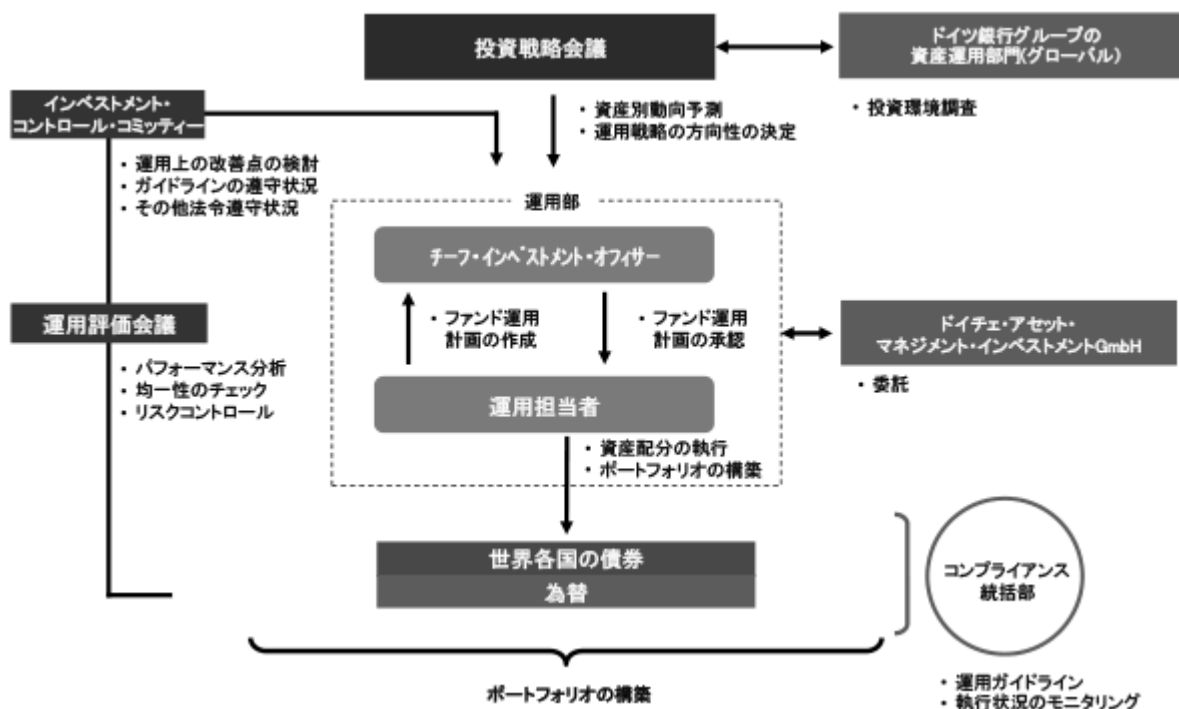 投資戦略会議
ドイツ銀行グループの
資産運用部門(グローバル)
・投資環境調査
・資産別動向予測
・運用戦略の方向性の決定
インベストメント・
コントロール・コミッティー
・運用上の改善点の検討
・ガイドラインの遵守状況
・その他法令遵守状況
運用部
チーフ・インベストメント・オフィサー
・ファンド運用
計画の作成
・ファンド運用
計画の承認
運用評価会議
・パフォーマンス分析
・均一性のチェック
・リスクコントロール
ドイチェ・アセット・
マネジメント・インベストメントGmbH
・委託
運用担当者
・資産配分の執行
・ポートフォリオの構築
世界各国の債券
為替
コンプライアンス
統括部
ポートフォリオの構築
・運用ガイドライン
・執行状況のモニタリング